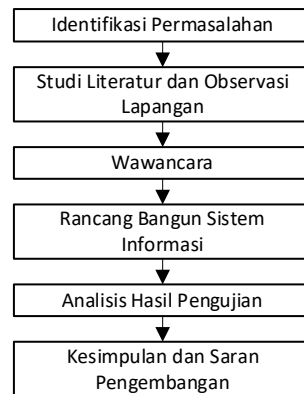 Identifikasi Permasalahan
Studi Literatur dan Observasi
Lapangan
Wawancara
Rancang Bangun Sistem
Informasi
Analisis Hasil Pengujian
Kesimpulan dan Saran
Pengembangan